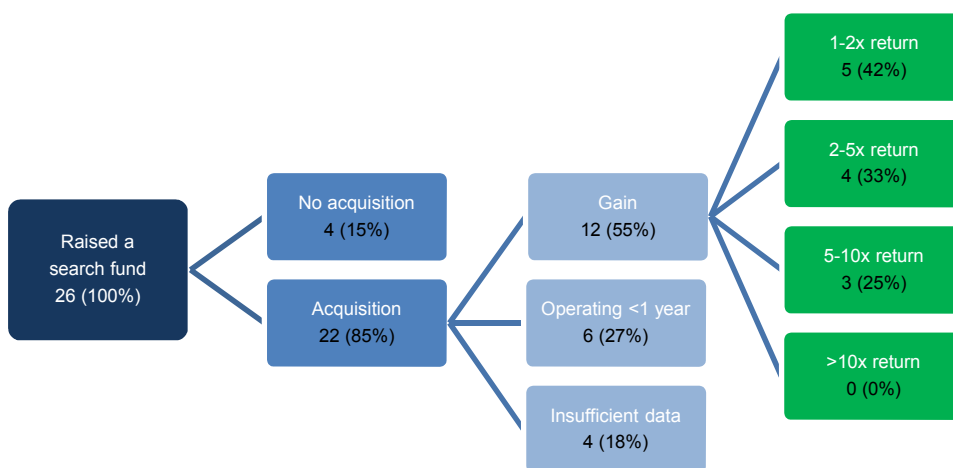 Raised a
search fund
26 (100%)
No acquisition
4 (15%)
Acquisition
22 (85%)
Gain
12 (55%)
Operating <1 year
6 (27%)
Insufficient data
4 (18%)
1-2x return
5 (42%)
2-5x return
4 (33%)
5-10x return
3 (25%)
>10x return
0 (0%)